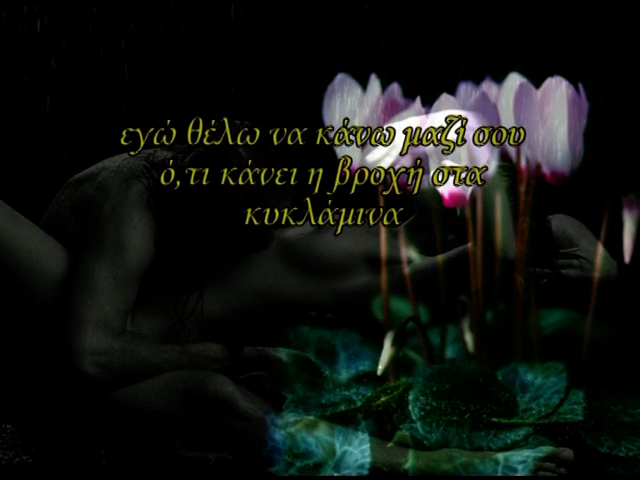 εγώ θέλω να κάνω μαζί σου
ό,τι κάνει η βροχή στα
κυκλάμινα